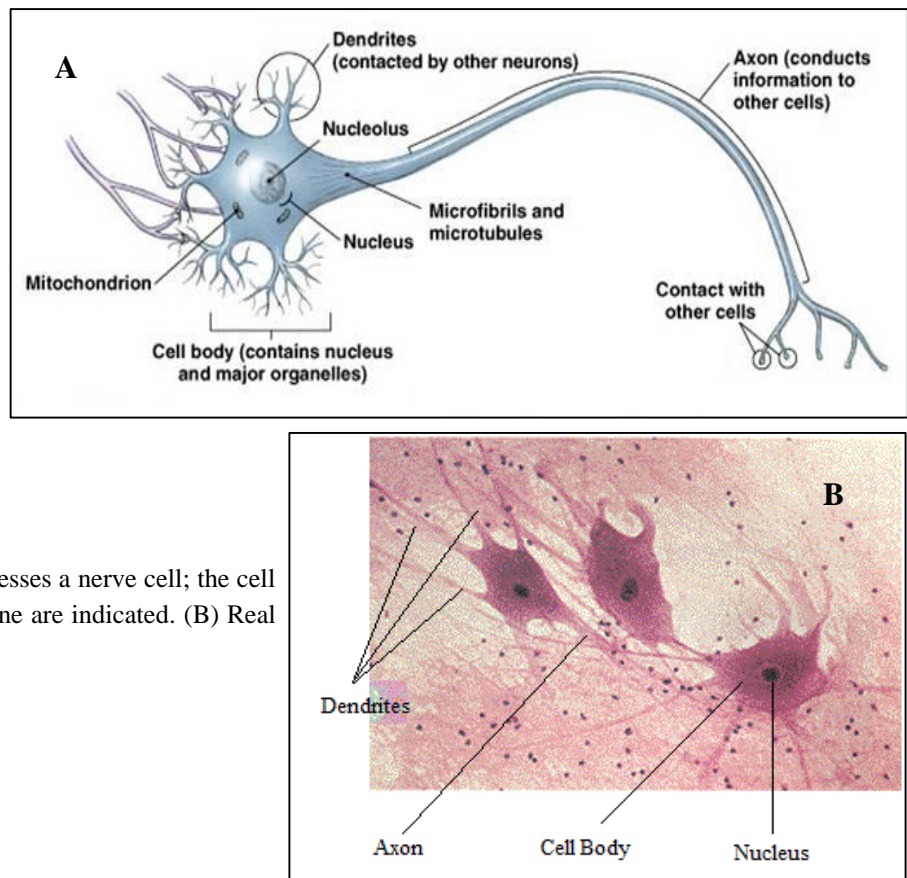 A
Dendrites
(contacted by other neurons)
Axon (conducts
information to
other cells)
Nucleolus
Microfibrils and
microtubules
Nucleus
Mitochondrion
Contact with
other cells
Cell body (contains nucleus
and major organelles)
B
esses a nerve cell; the cell
ne are indicated. (B) Real
Dendrites
Axon
Cell Body
Nucleus